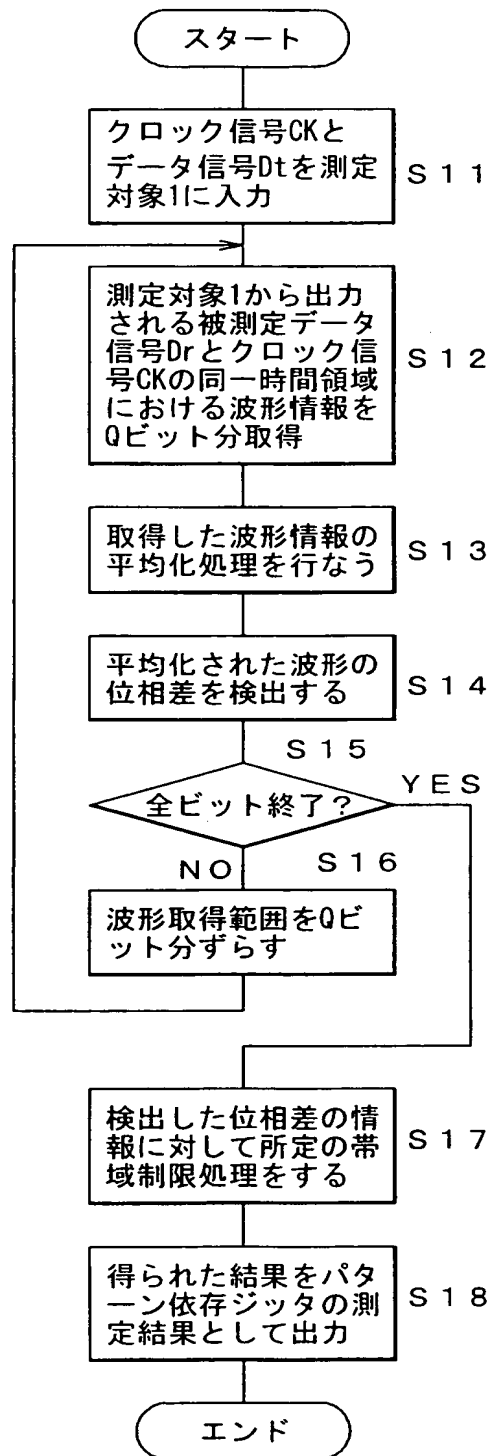 スタート
クロック信号CKと
データ信号Dtを測定
対象1に入力
S11
測定対象1から出力
される被測定データ
信号Drとクロック信
号CKの同一時間領域
における波形情報を
Qビット分取得
S12
取得した波形情報の
平均化処理を行なう
S13
平均化された波形の
位相差を検出する
S14
S15
全ビット終了?
YES
NO
S16
波形取得範囲をQビ
ット分ずらす
検出した位相差の情
報に対して所定の帯
域制限処理をする
S17
得られた結果をパタ
ーン依存ジッタの測
定結果として出力
S18
エンド